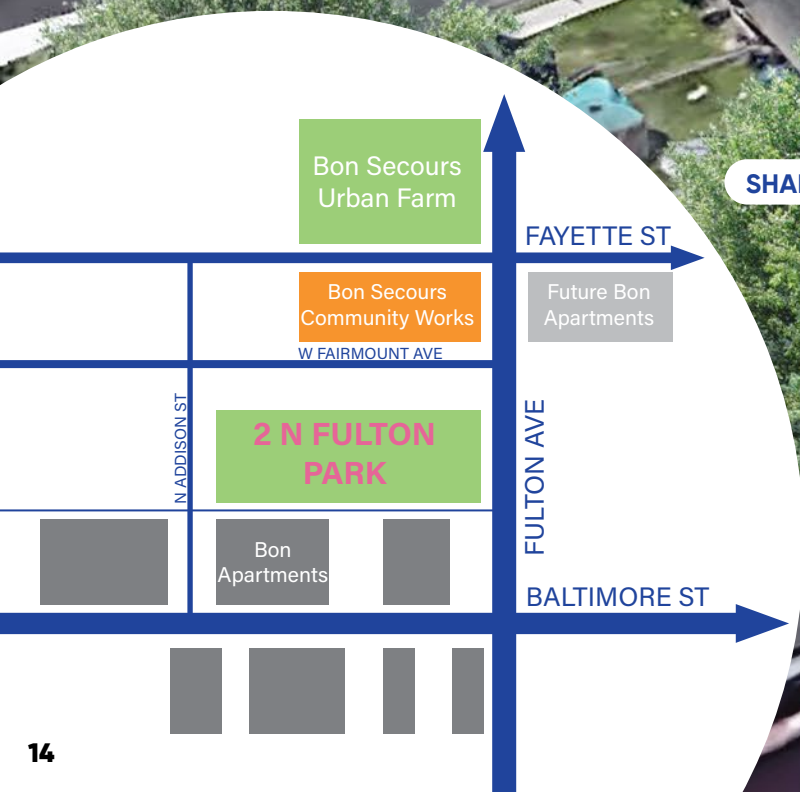 Bon Secours
Urban Farm
FAYETTE ST
Bon Secours
Community Works
Future Bon
Apartments
W FAIRMOUNT AVE
N ADDISON ST
2 N FULTON
PARK
FULTON AVE
Bon
Apartments
BALTIMORE ST
14